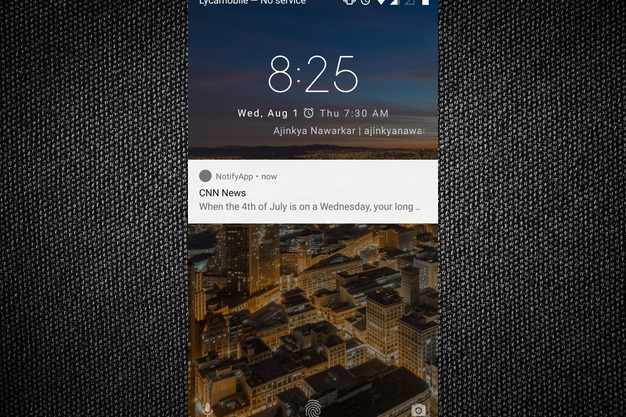 Lycamobile — No service
8:25
Wed, Aug 1 Thu 7:30 AM
Ajinkya Nawarkar | ajinkyanawar
NotifyApp • now
CNN News
When the 4th of July is on a Wednesday, your long ..